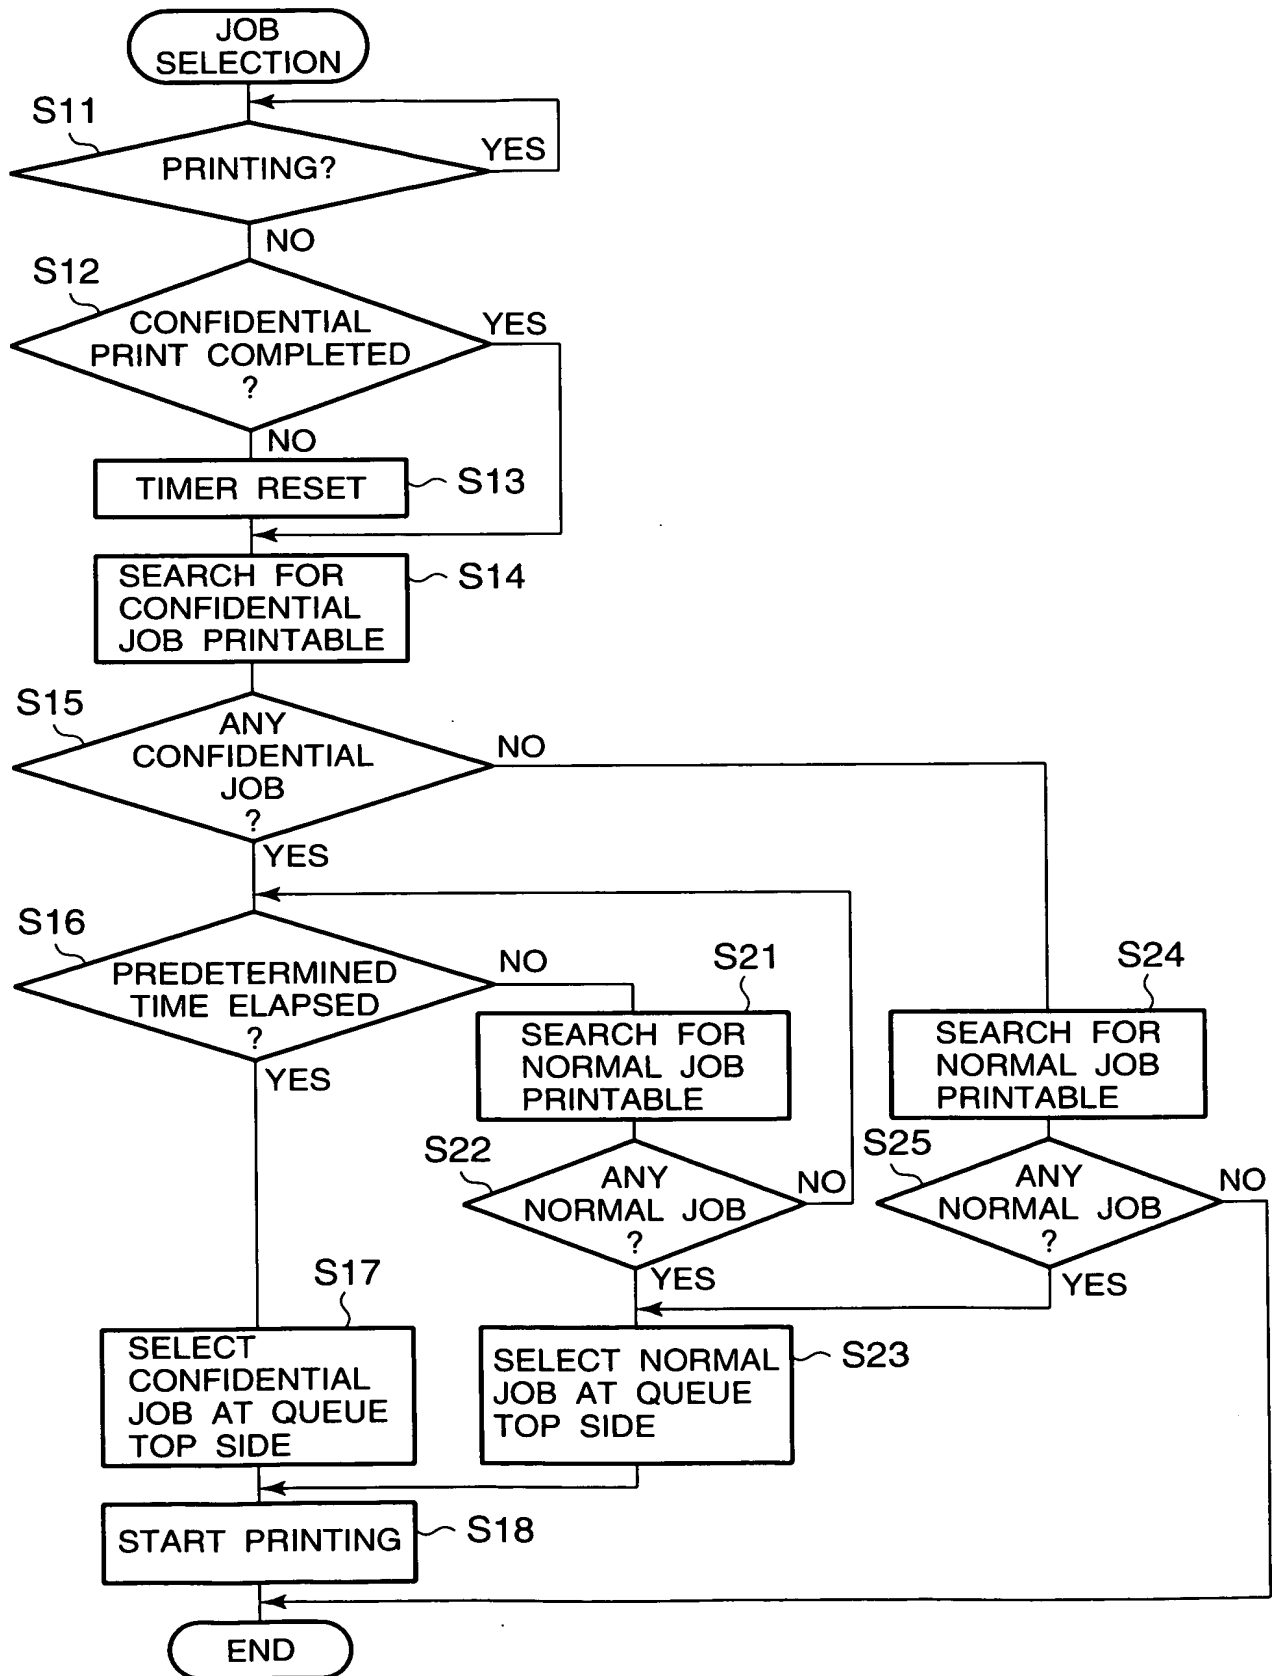 JOB
SELECTION
S11
PRINTING?
YES
NO
S12
CONFIDENTIAL
PRINT COMPLETED
?
YES
NO
TIMER RESET
S13
SEARCH FOR
CONFIDENTIAL
JOB PRINTABLE
S14
S15
ANY
CONFIDENTIAL
JOB
?
NO
YES
S16
PREDETERMINED
TIME ELAPSED
?
NO
YES
S21
SEARCH FOR
NORMAL JOB
PRINTABLE
S24
SEARCH FOR
NORMAL JOB
PRINTABLE
S22
ANY
NORMAL JOB
?
NO
YES
S25
ANY
NORMAL JOB
?
NO
YES
S17
SELECT
CONFIDENTIAL
JOB AT QUEUE
TOP SIDE
SELECT NORMAL
JOB AT QUEUE
TOP SIDE
S23
START PRINTING
S18
END